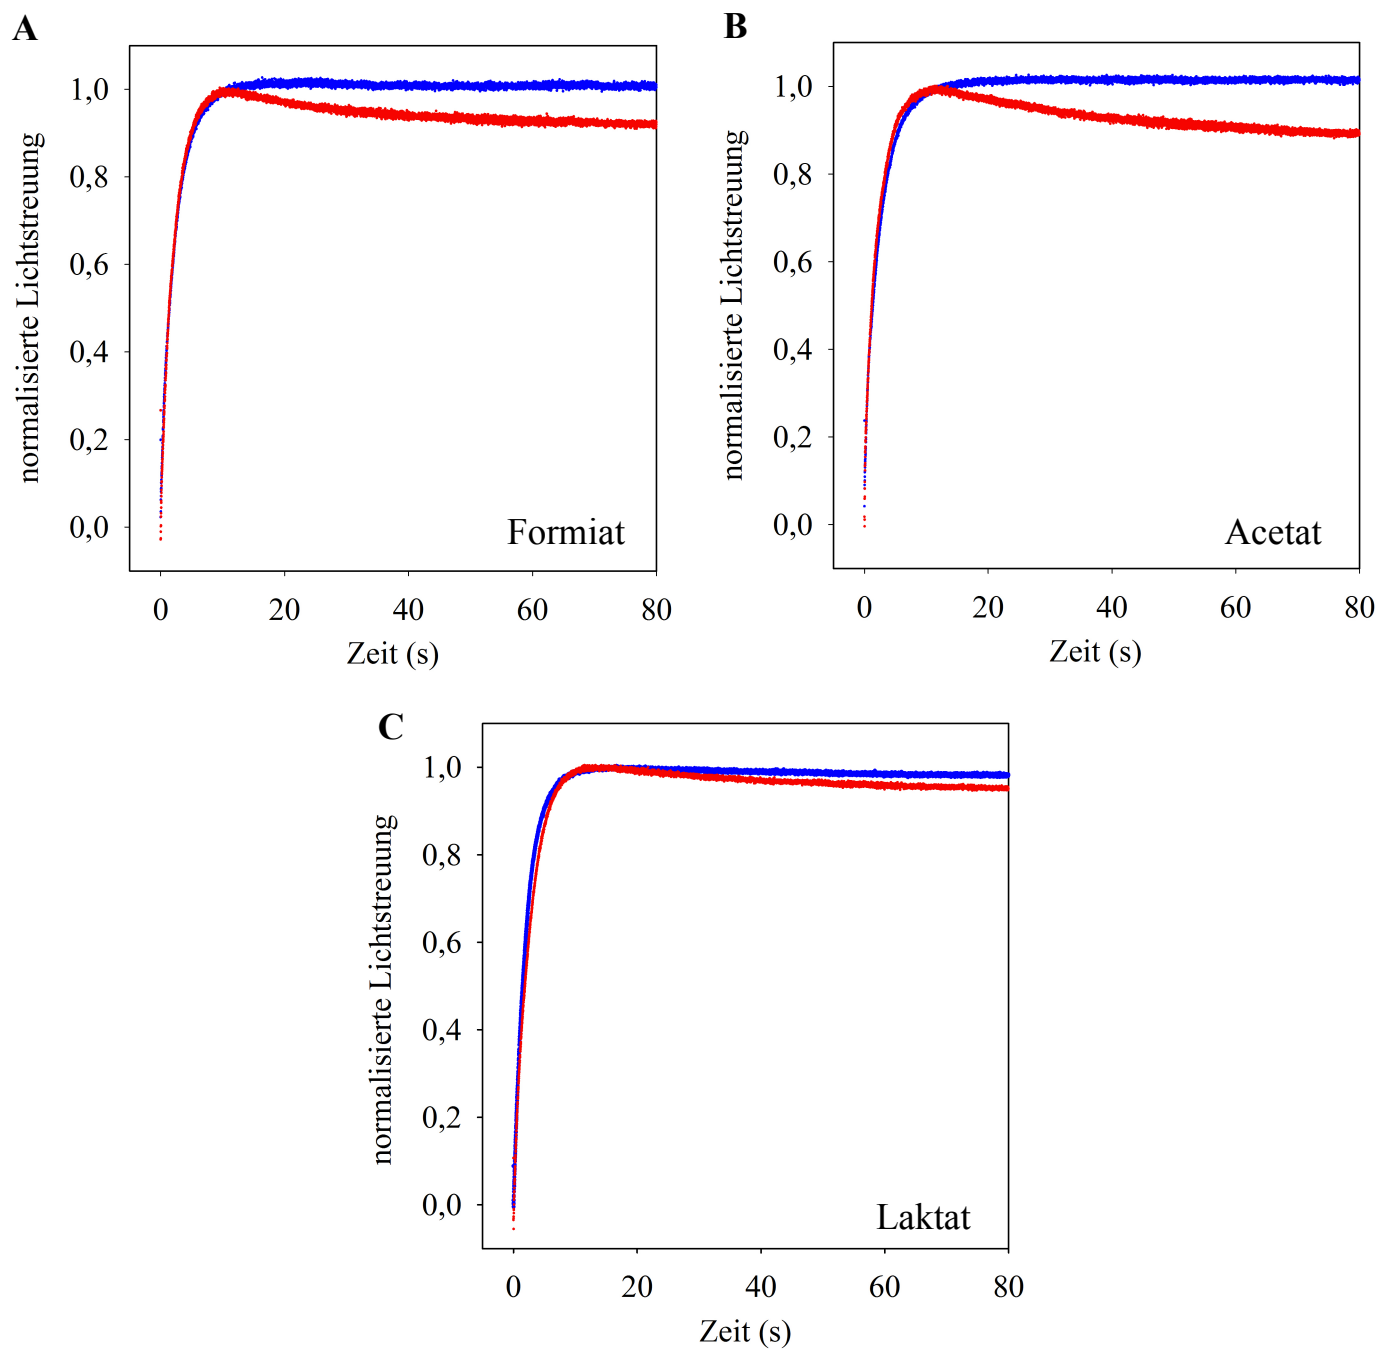 A
normalisierte Lichtstreuung
1,0
0,8
0,6
0,4
0,2
0,0
Formiat
0 20 40 60 80
Zeit (s)
B
normalisierte Lichtstreuung
1,0
0,8
0,6
0,4
0,2
0,0
Acetat
0 20 40 60 80
Zeit (s)
C
normalisierte Lichtstreuung
1,0
0,8
0,6
0,4
0,2
0,0
Laktat
0 20 40 60 80
Zeit (s)